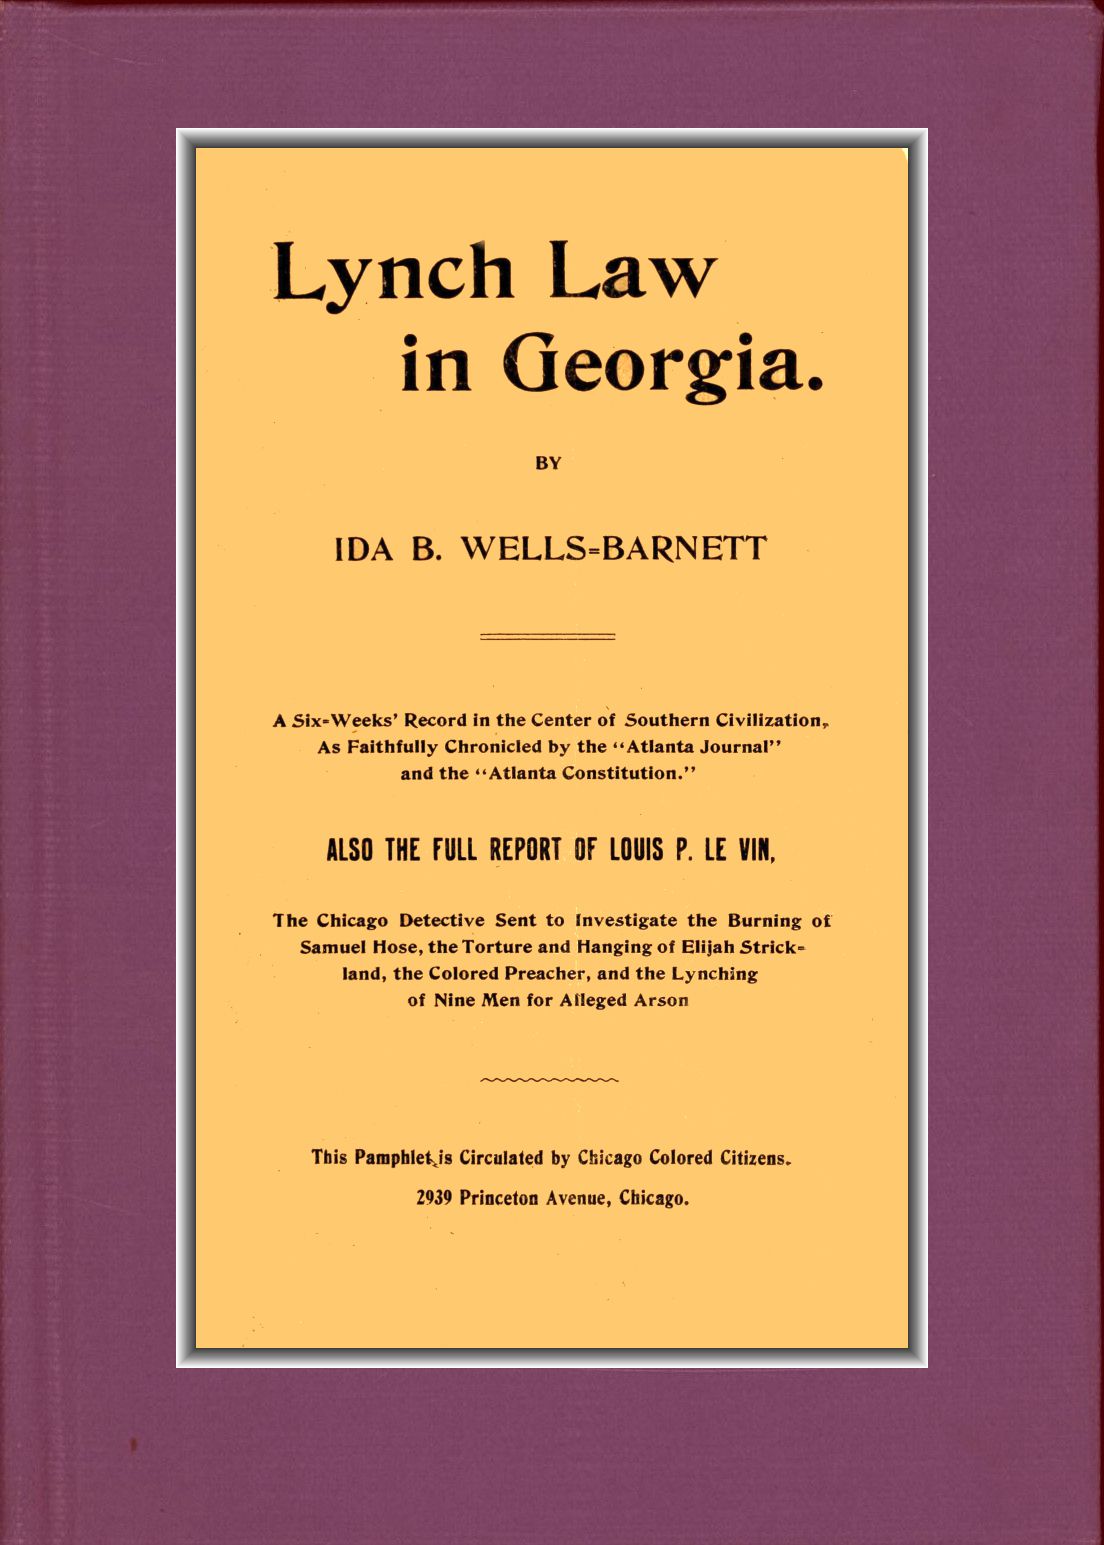 Lynch Law
in Georgia.
BY
IDA B. WELLS=BARNETT
A Six=Weeks' Record in the Center of Southern Civilization,
As Faithfully Chronicled by the "Atlanta Journal"
and the "Atlanta Constitution."
ALSO THE FULL REPORT OF LOUIS P. LE VIN,
The Chicago Detective Sent to Investigate the Burning of
Samuel Hose, the Torture and Hanging of Elijah Strick=
land, the Colored Preacher, and the Lynching
of Nine Men for Alleged Arson
This Pamphlet is Circulated by Chicago Colored Citizens.
2939 Princeton Avenue, Chicago.